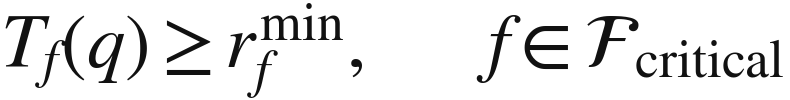 T_f(q) ≥ r_f^min, f ∈ ℱ_critical